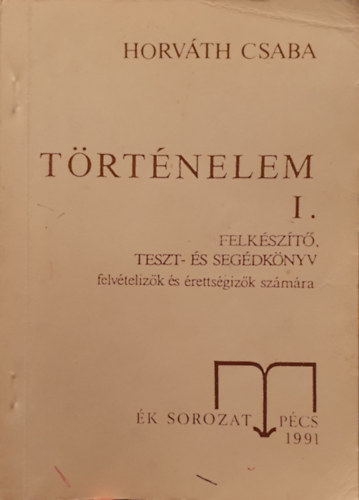 HORVÁTH CSABA
TÖRTÉNELEM
I.
FELKÉSZÍTŐ,
TESZT- ÉS SEGÉDKÖNYV
felvételizők és érettségizők számára
ÉK SOROZAT PÉCS
1991